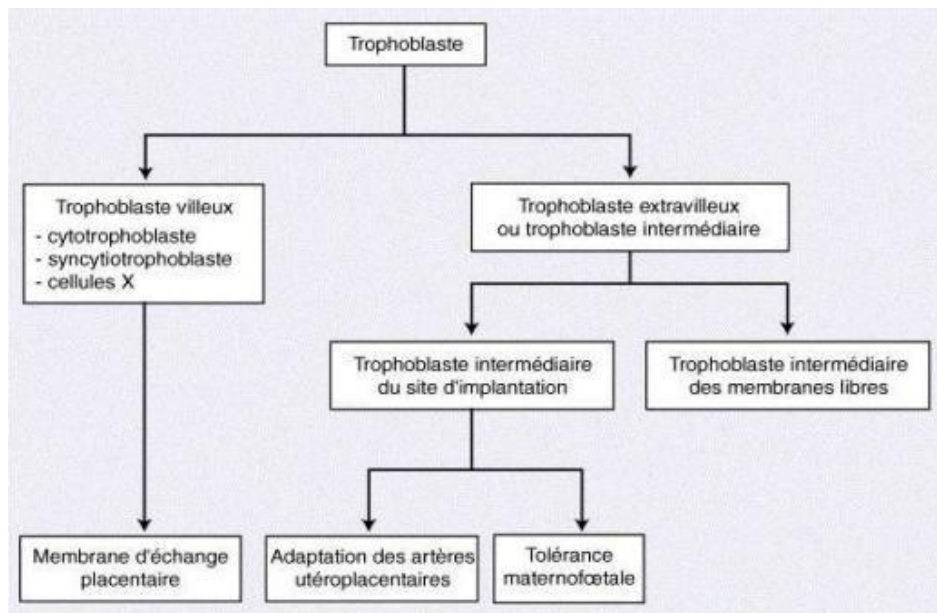 Trophoblaste
Trophoblaste villeux
- cytotrophoblaste
- syncytiotrophoblaste
- cellules X
Trophoblaste extravilleux
ou trophoblaste intermédiaire
Trophoblaste intermédiaire
du site d'implantation
Trophoblaste intermédiaire
des membranes libres
Membrane d'échange
placentaire
Adaptation des artères
utéroplacentaires
Tolérance
maternofœtale